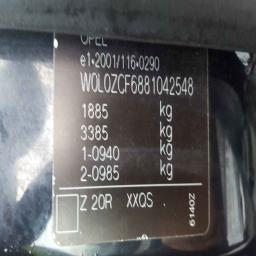 OPEL
e1*2001/116*0290
W0L0ZCF6881042548
1885 kg
3385 kg
1-0940 kg
2-0985 kg
Z 20R XXQS
6140Z